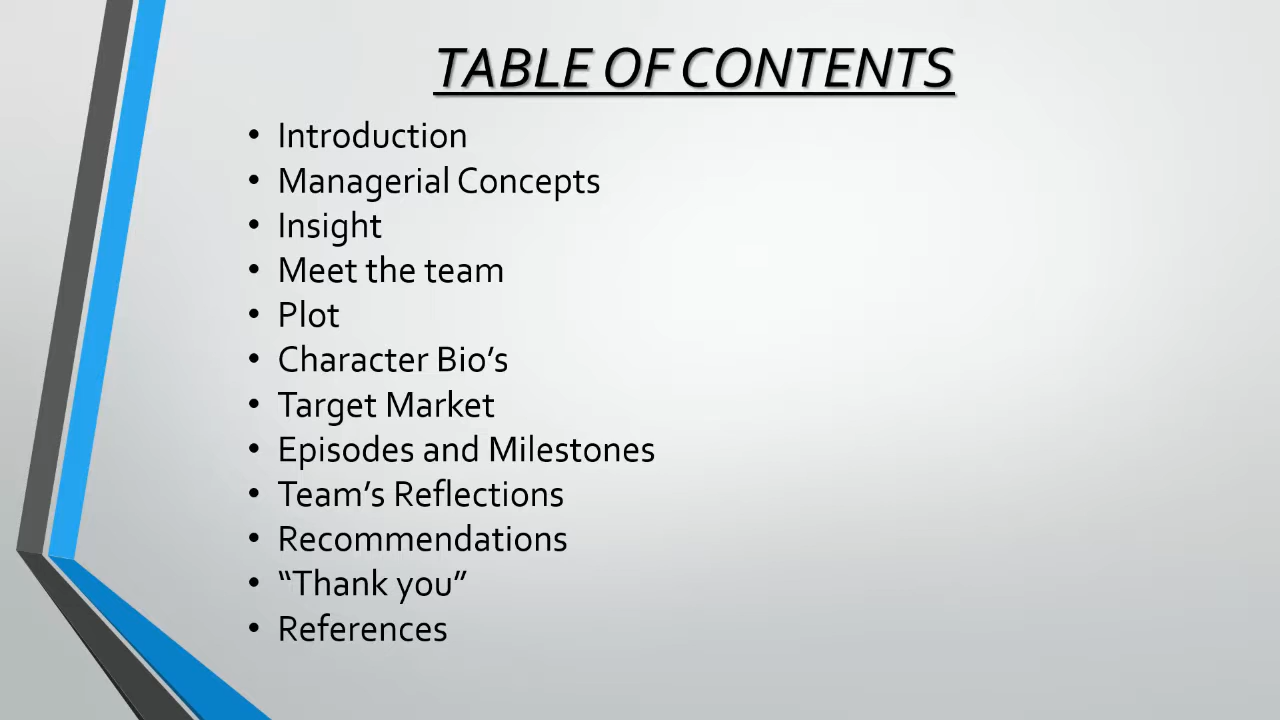 TABLE OF CONTENTS
• Introduction
• Managerial Concepts
• Insight
• Meet the team
• Plot
• Character Bio’s
• Target Market
• Episodes and Milestones
• Team’s Reflections
• Recommendations
• “Thank you”
• References